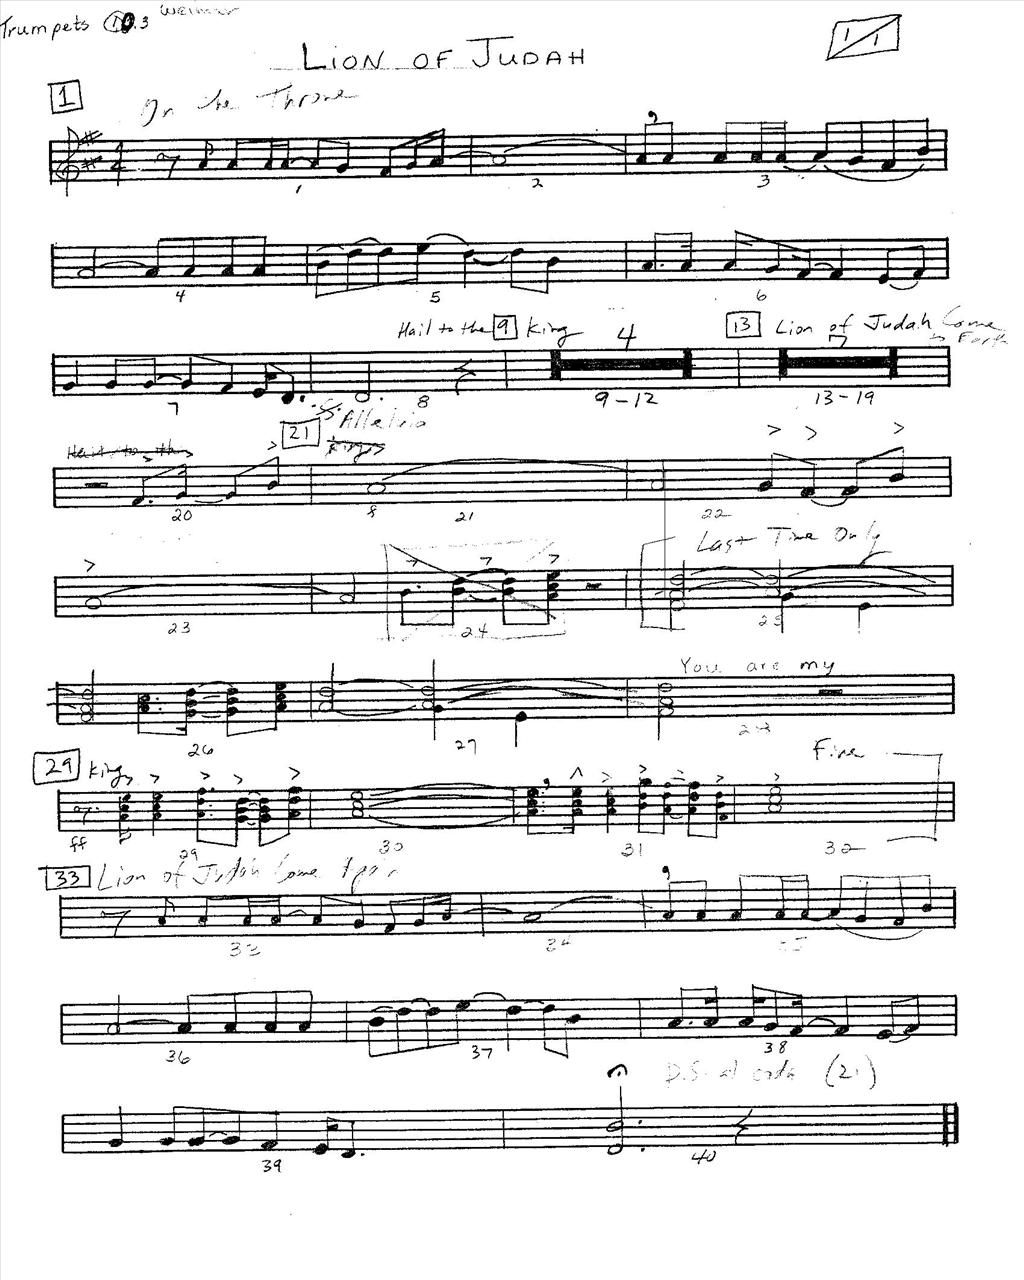 Trumpets 1&.3 Weimar
1/1
LION OF JUDAH
1 On the Throne
1 2 3
4 5 6
Hail to the 9 King 4 13 Lion of Judah Come
7 to Forth
7 8 9-12 13-19
Hail to the 21 Alleluia
Kings
20 8 21 22
Last Time Only
23 24 25
You are my
26 27 28
29 King Fine
ff 29 30 31 32
33 Lion of Judah Come
33 34 35
36 37 38
D.S. al coda (21)
39 40